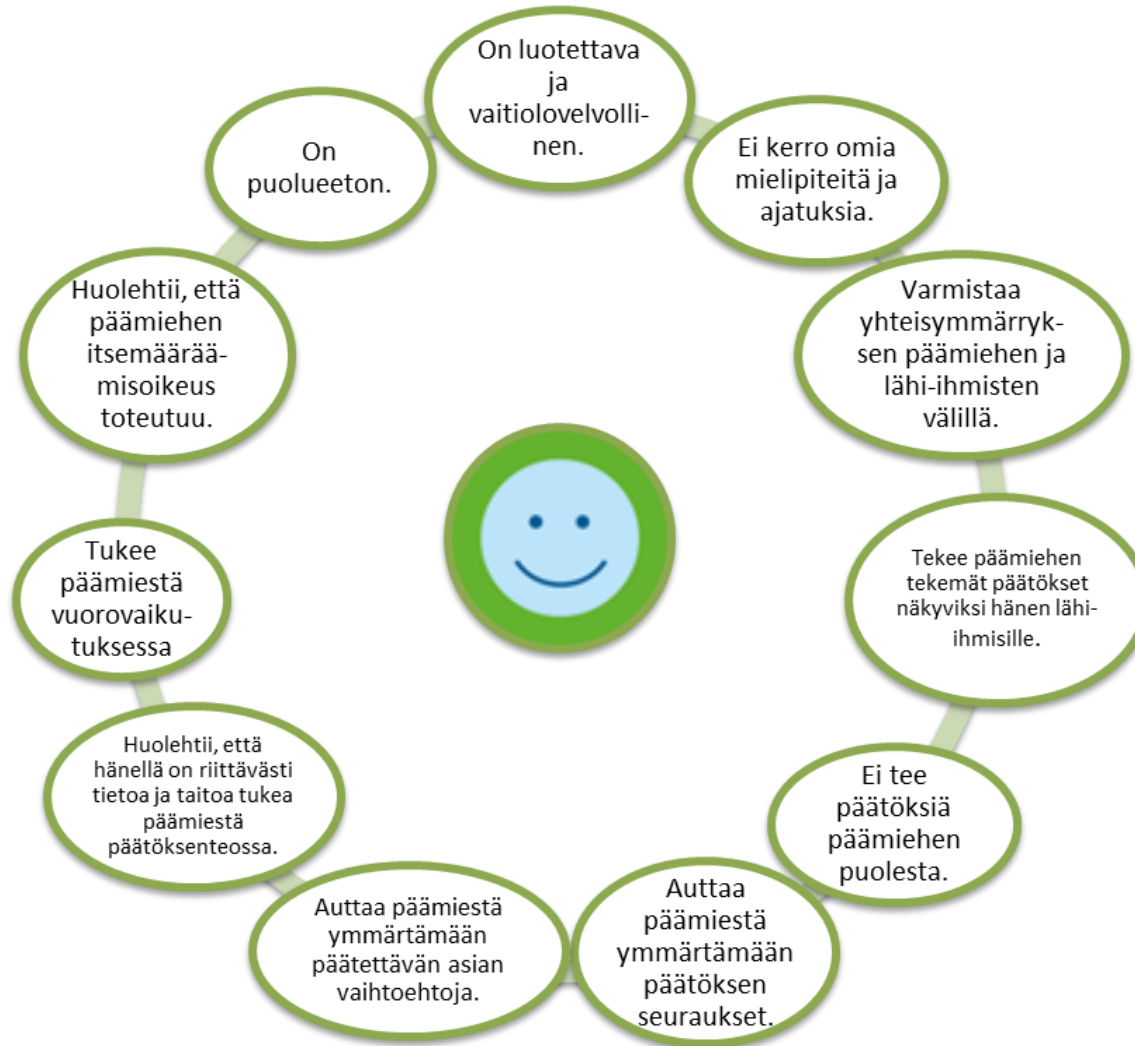 On luotettava
ja
vaitiolovelvolli-
nen.
Ei kerro omia
mielipiteitä ja
ajatuksia.
Varmistaa
yhteisymmärryk-
sen päämiehen ja
lähi-ihmisten
välillä.
Tekee päämiehen
tekemät päätökset
näkyviksi hänen lähi-
ihmisille.
Ei tee
päätöksiä
päämiehen
puolesta.
Auttaa
päämiestä
ymmärtämään
päätöksen
seuraukset.
Auttaa päämiestä
ymmärtämään
päätettävän asian
vaihtoehtoja.
Huolehtii, että
hänellä on riittävästi
tietoa ja taitoa tukea
päämiestä
päätöksenteossa.
Tukee
päämiestä
vuorovaiku-
tuksessa
Huolehtii, että
päämiehen
itsemäärää-
misoikeus
toteutuu.
On
puolueeton.